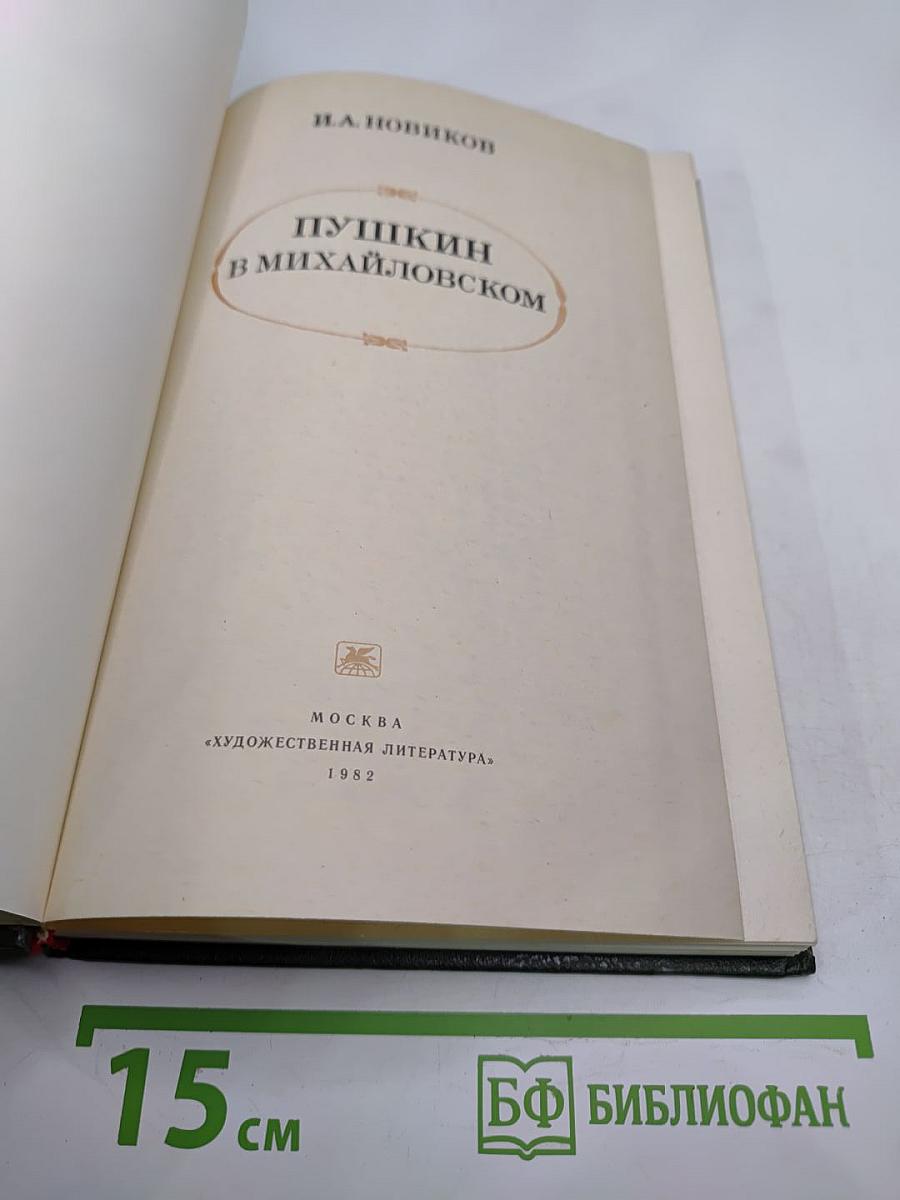 И. А. НОВИКОВ
ПУШКИН
В МИХАЙЛОВСКОМ
МОСКВА
«ХУДОЖЕСТВЕННАЯ ЛИТЕРАТУРА»
1982
15 см
БФ БИБЛИОФАН